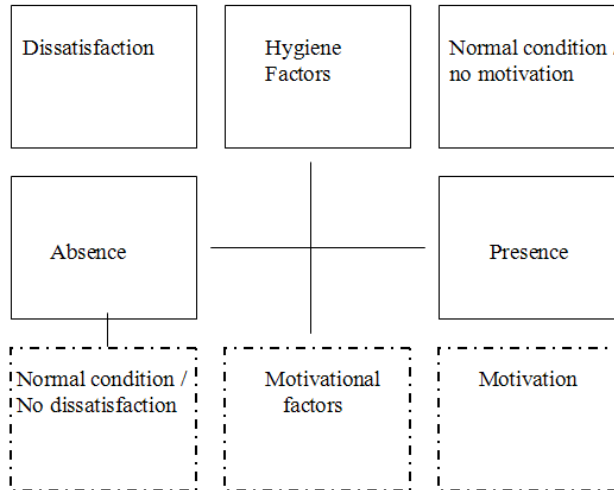 Dissatisfaction
Hygiene
Factors
Normal condition /
no motivation
Absence
Presence
Normal condition /
No dissatisfaction
Motivational
factors
Motivation